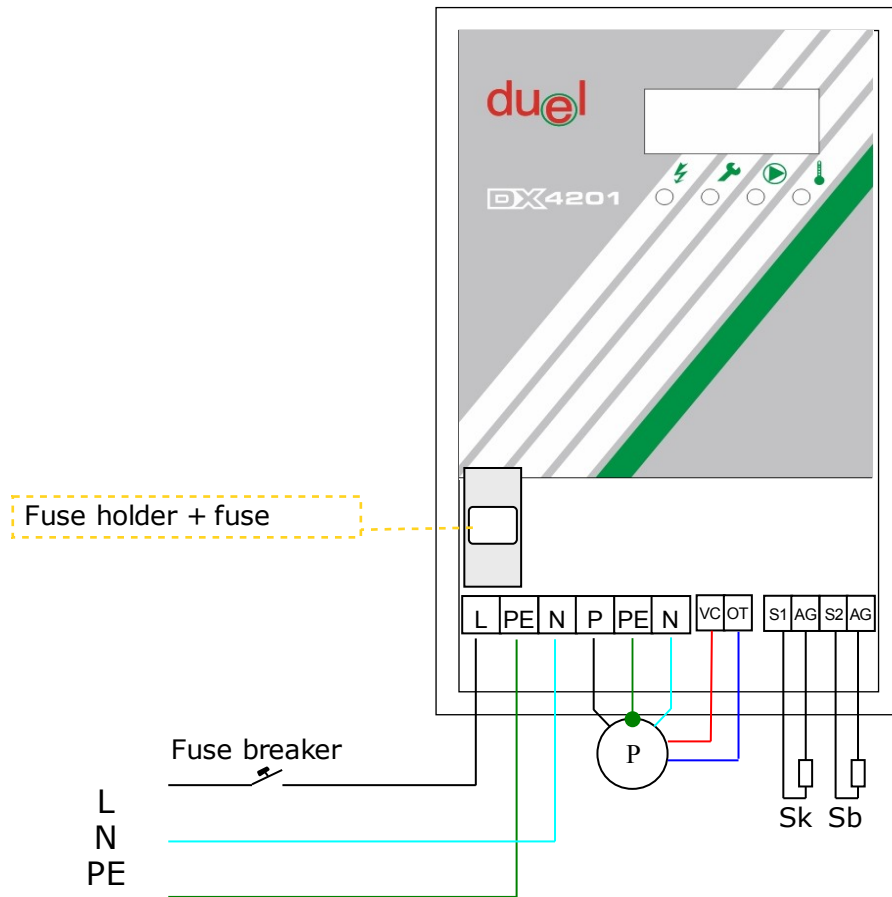 duel
DX4201
Fuse holder + fuse
L PE N P PE N VC OT S1 AG S2 AG
Fuse breaker
P
L
N
PE
Sk Sb